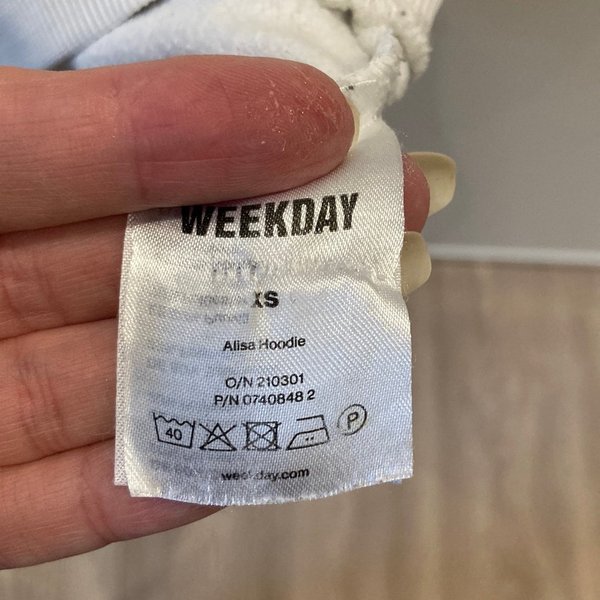 WEEKDAY
XS
Alisa Hoodie
O/N 210301
P/N 0740848 2
40
P
weekday.com